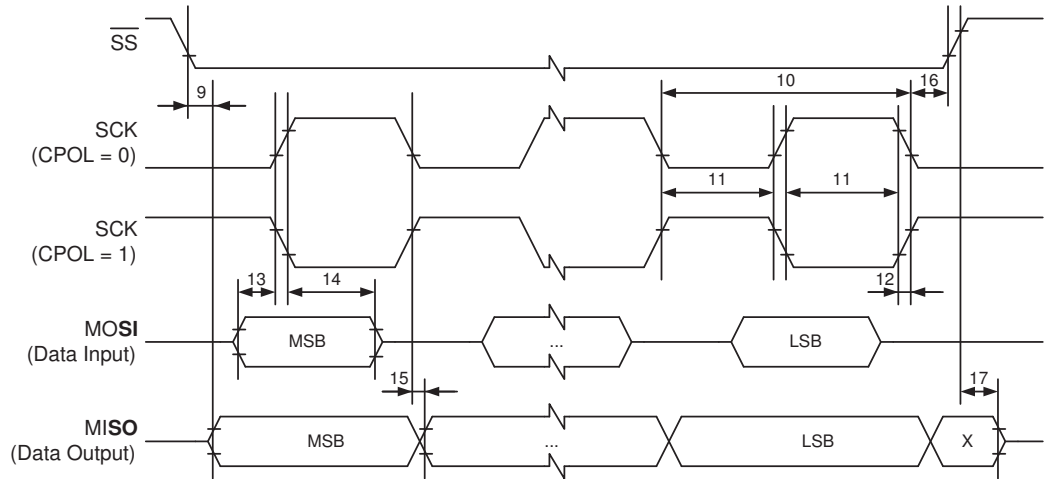 SS
10
16
9
SCK
(CPOL = 0)
11
11
SCK
(CPOL = 1)
13
14
12
MOSI
(Data Input)
MSB
...
LSB
15
17
MISO
(Data Output)
MSB
...
LSB
X